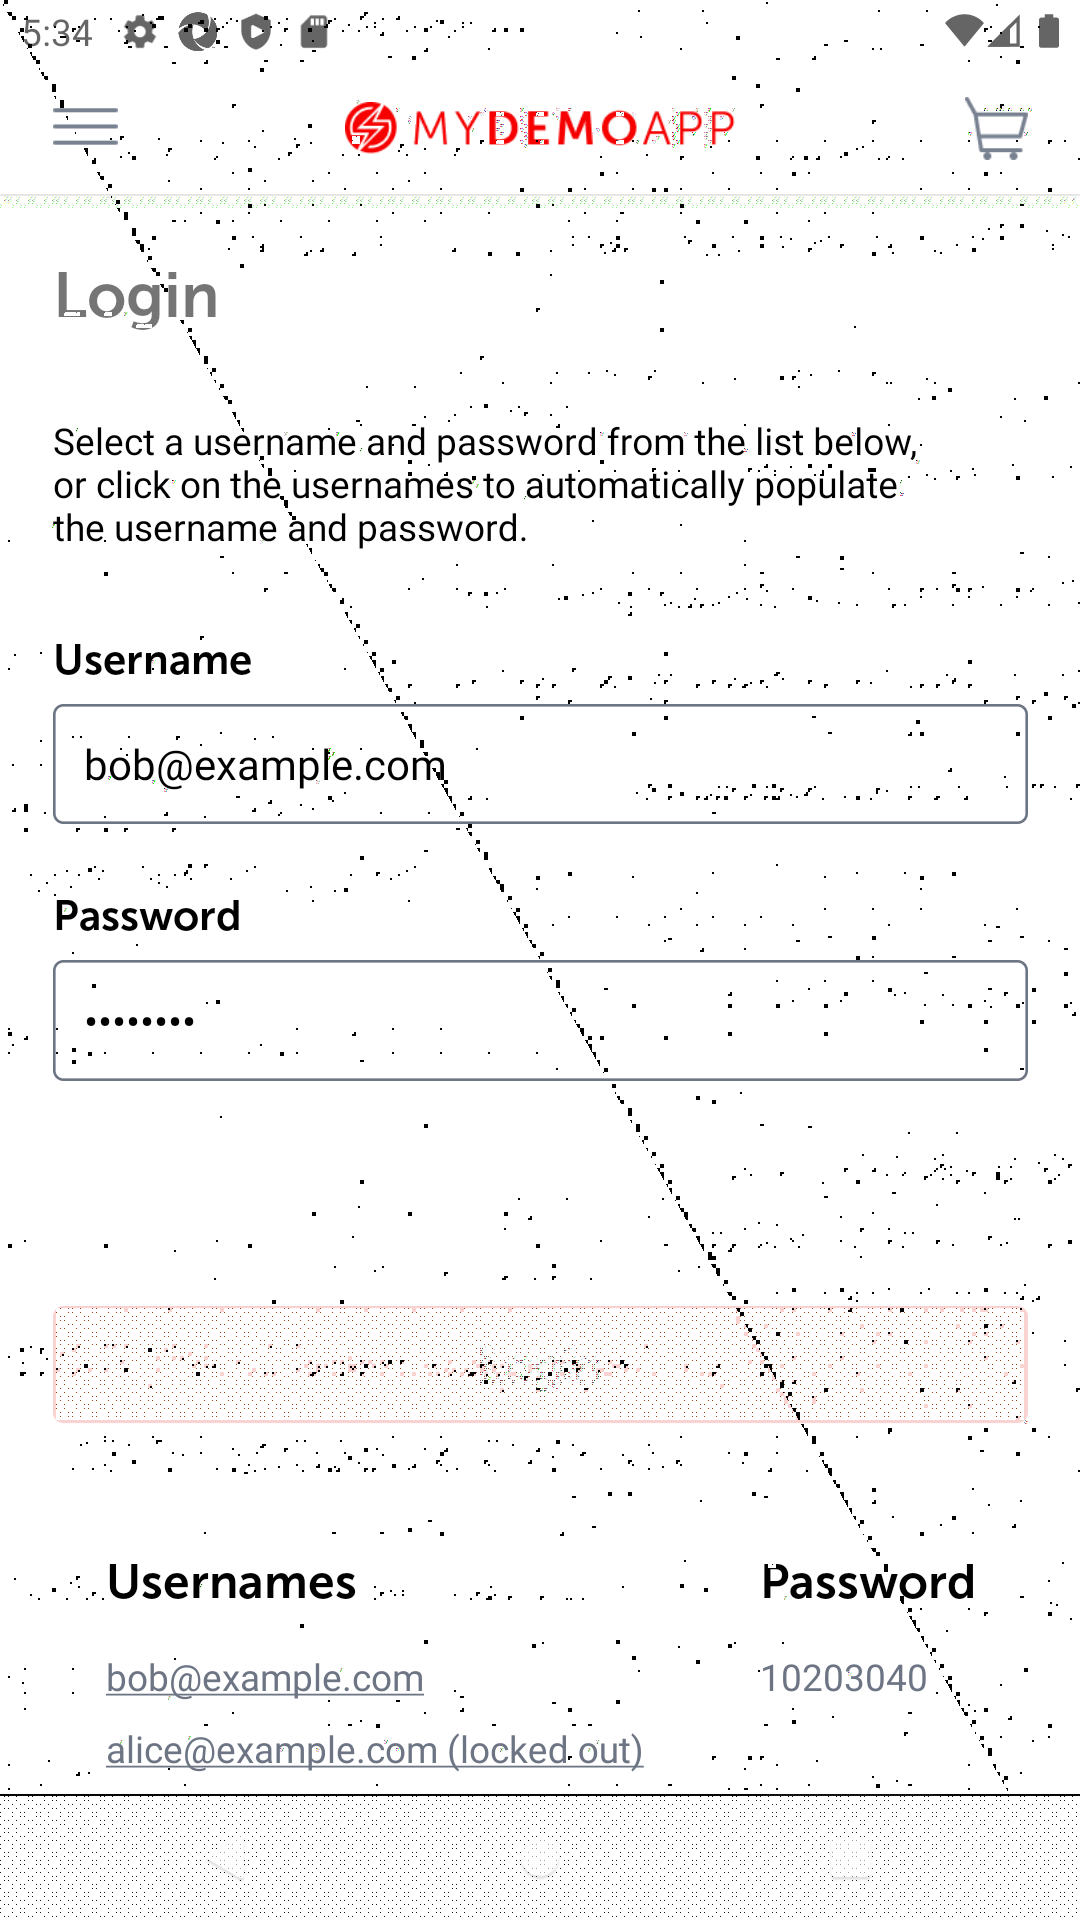 5:34
MYDEMOAPP
Login
Select a username and password from the list below,
or click on the usernames to automatically populate
the username and password.
Username
bob@example.com
Password
••••••••
Usernames Password
bob@example.com 10203040
alice@example.com (locked out)